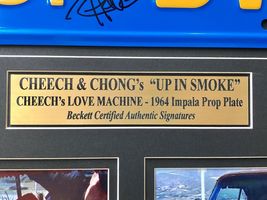 CHEECH & CHONG's "UP IN SMOKE"
CHEECH's LOVE MACHINE - 1964 Impala Prop Plate
Beckett Certified Authentic Signatures